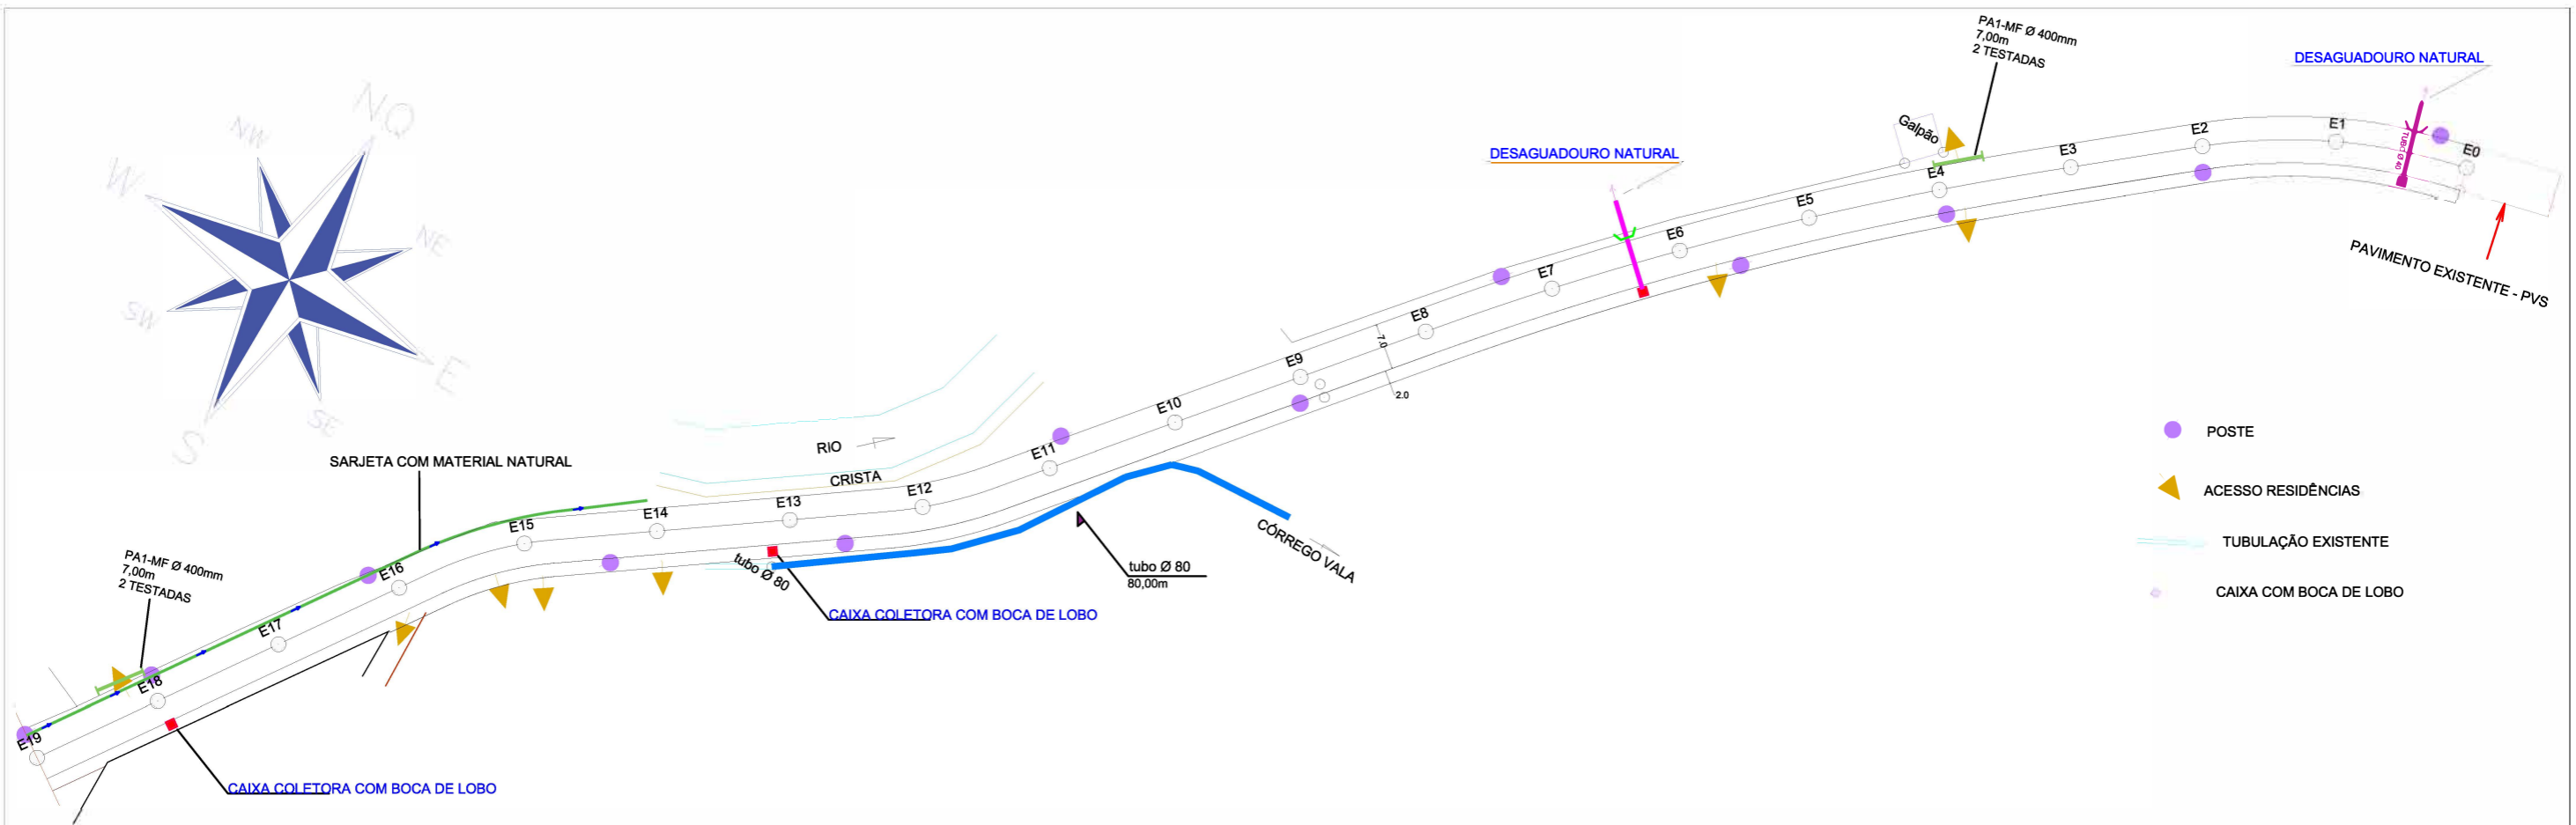 PA1-MF Ø 400mm
7,00m
2 TESTADAS
DESAGUADOURO NATURAL
DESAGUADOURO NATURAL
Galpão
E0
E1
E2
E3
E4
E5
E6
E7
E8
E9
E10
E11
E12
E13
E14
E15
E16
E17
E18
E19
TUBO Ø 40
PAVIMENTO EXISTENTE - PVS
7.0
2.0
NQ
NW
W
NE
SW
E
SE
S
RIO
CRISTA
SARJETA COM MATERIAL NATURAL
PA1-MF Ø 400mm
7,00m
2 TESTADAS
tubo Ø 80
tubo Ø 80
80,00m
CÓRREGO VALA
CAIXA COLETORA COM BOCA DE LOBO
CAIXA COLETORA COM BOCA DE LOBO
POSTE
ACESSO RESIDÊNCIAS
TUBULAÇÃO EXISTENTE
CAIXA COM BOCA DE LOBO